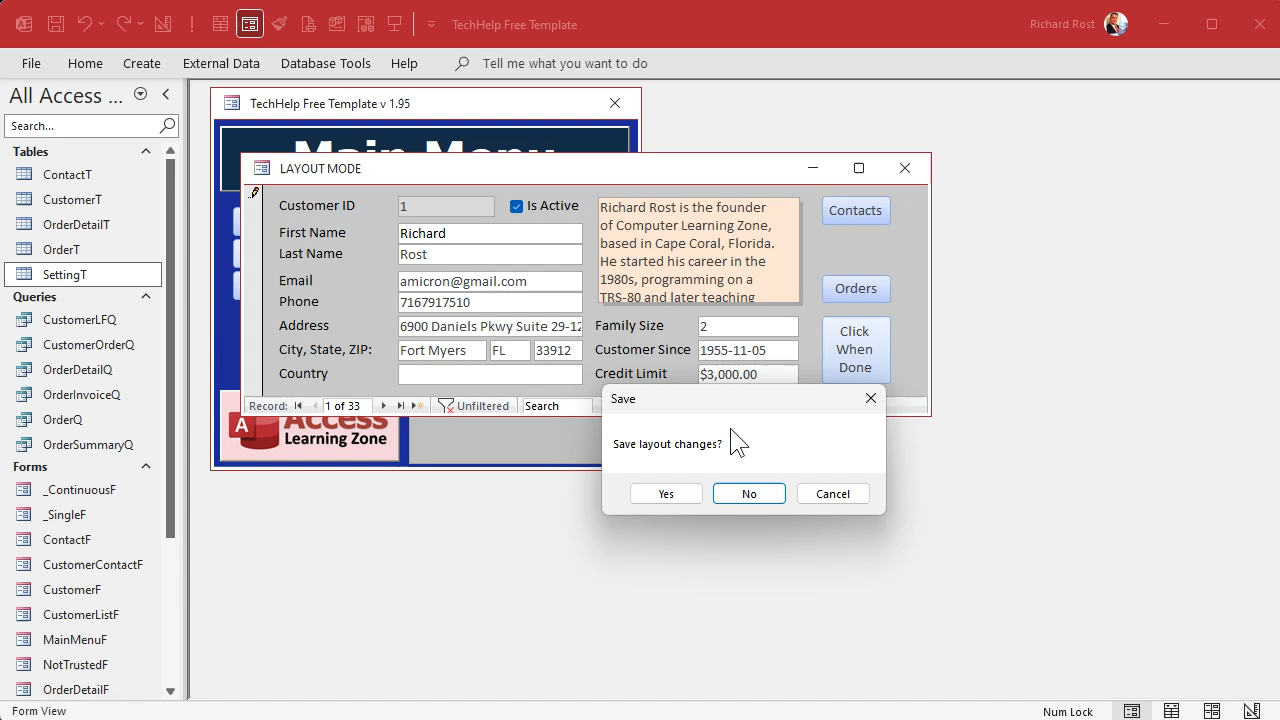 TechHelp Free Template
Richard Rost
File Home Create External Data Database Tools Help Tell me what you want to do
All Access ...
Search...
Tables
ContactT
CustomerT
OrderDetailT
OrderT
SettingT
Queries
CustomerLFQ
CustomerOrderQ
OrderDetailQ
OrderInvoiceQ
OrderQ
OrderSummaryQ
Forms
_ContinuousF
_SingleF
ContactF
CustomerContactF
CustomerF
CustomerListF
MainMenuF
NotTrustedF
OrderDetailF
TechHelp Free Template v 1.95
Main Menu
LAYOUT MODE
Customer ID 1 Is Active
First Name Richard
Last Name Rost
Email amicron@gmail.com
Phone 7167917510
Address 6900 Daniels Pkwy Suite 29-12
City, State, ZIP: Fort Myers FL 33912
Country
Richard Rost is the founder
of Computer Learning Zone,
based in Cape Coral, Florida.
He started his career in the
1980s, programming on a
TRS-80 and later teaching
Family Size 2
Customer Since 1955-11-05
Credit Limit $3,000.00
Contacts
Orders
Click
When
Done
Record: 1 of 33 Unfiltered Search
A Access
Learning Zone
Save
Save layout changes?
Yes No Cancel
Form View
Num Lock